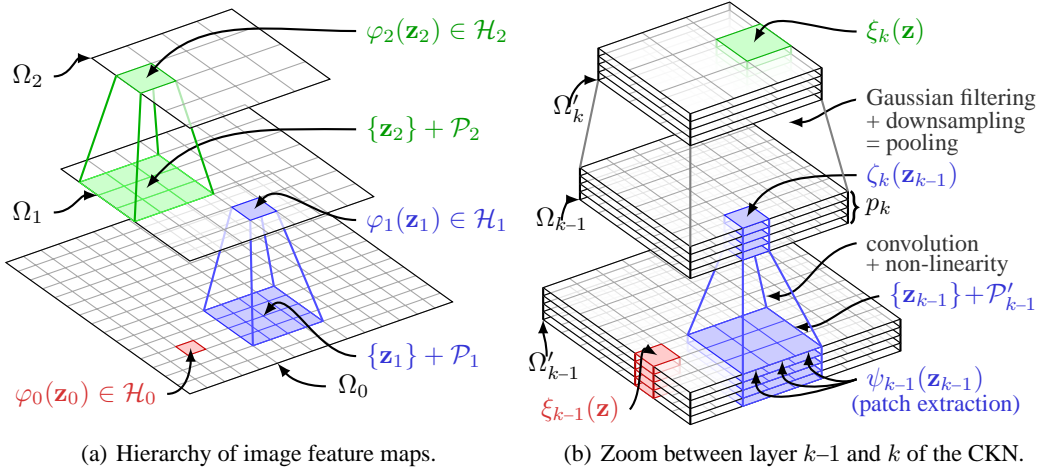 φ₂(z₂) ∈ ℋ₂
Ω₂
{z₂} + 𝒫₂
Ω₁
φ₁(z₁) ∈ ℋ₁
{z₁} + 𝒫₁
Ω₀
φ₀(z₀) ∈ ℋ₀
(a) Hierarchy of image feature maps.
ξₖ(z)
Ω′ₖ
Gaussian filtering
+ downsampling
= pooling
ζₖ(zₖ₋₁)
Ωₖ₋₁
pₖ
convolution
+ non-linearity
{zₖ₋₁}+𝒫′ₖ₋₁
Ω′ₖ₋₁
ξₖ₋₁(z)
ψₖ₋₁(zₖ₋₁)
(patch extraction)
(b) Zoom between layer k–1 and k of the CKN.